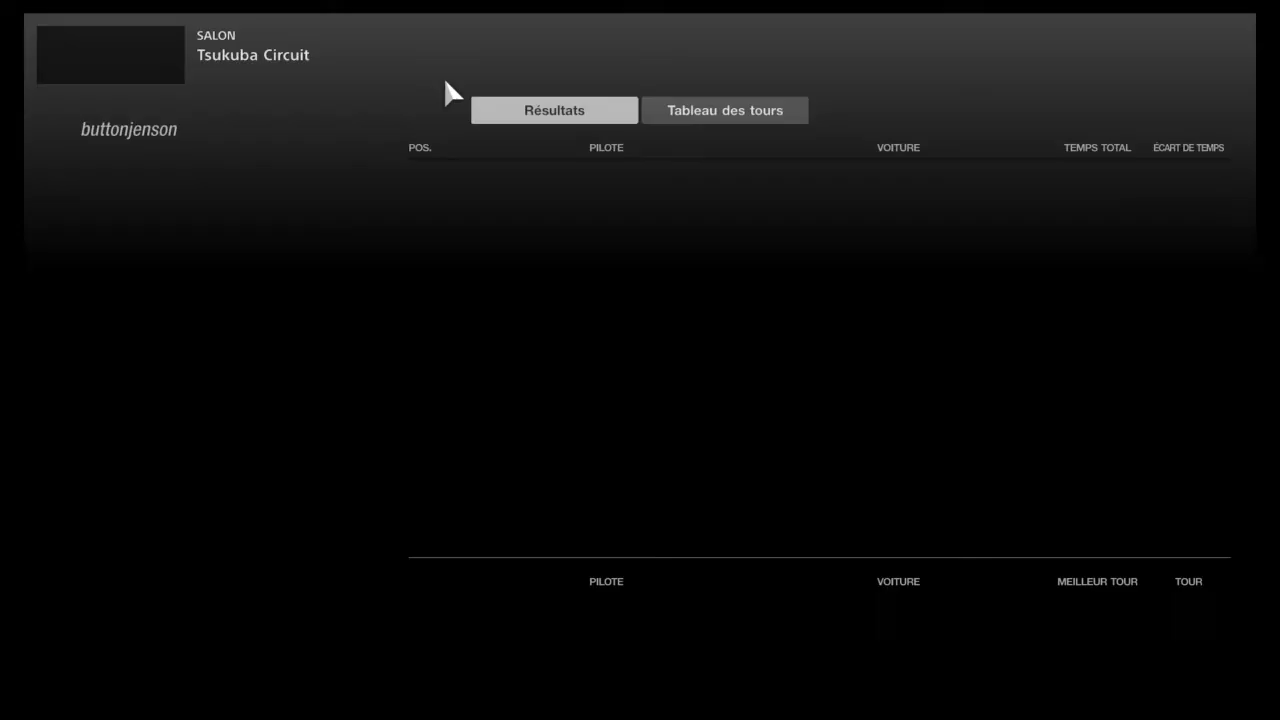 SALON
Tsukuba Circuit
buttonjenson
Résultats Tableau des tours
POS. PILOTE VOITURE TEMPS TOTAL ÉCART DE TEMPS
PILOTE VOITURE MEILLEUR TOUR TOUR